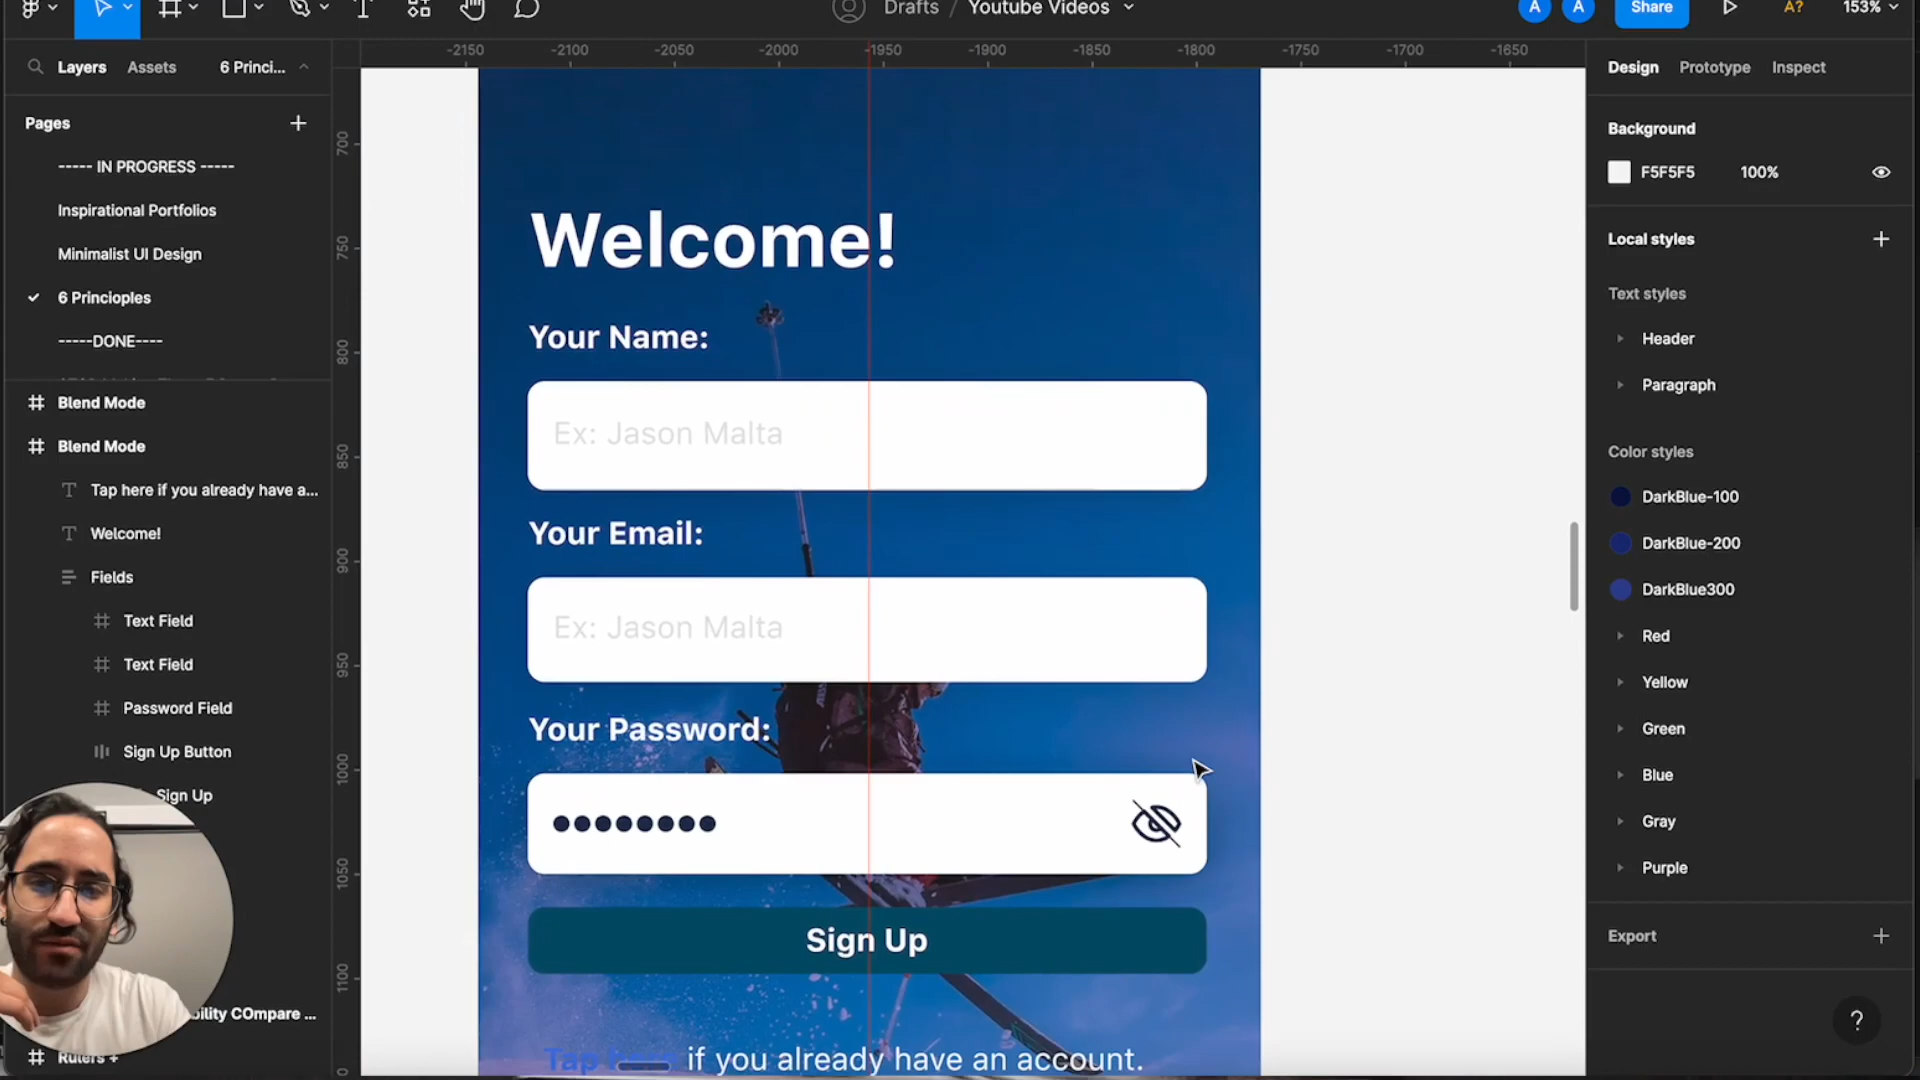 Drafts / Youtube Videos
A
A
Share
A?
153%
-2150
-2100
-2050
-2000
-1950
-1900
-1850
-1800
-1750
-1700
-1650
Layers
Assets
6 Princi...
Design
Prototype
Inspect
Pages
----- IN PROGRESS -----
Inspirational Portfolios
Minimalist UI Design
6 Princioples
-----DONE----
Blend Mode
Blend Mode
Tap here if you already have a...
Welcome!
Fields
Text Field
Text Field
Password Field
Sign Up Button
Sign Up
bility COmpare ...
Rulers +
700
750
800
850
900
950
1000
1050
1100
Welcome!
Your Name:
Ex: Jason Malta
Your Email:
Ex: Jason Malta
Your Password:
Sign Up
Tap here if you already have an account.
Background
F5F5F5
100%
Local styles
Text styles
Header
Paragraph
Color styles
DarkBlue-100
DarkBlue-200
DarkBlue300
Red
Yellow
Green
Blue
Gray
Purple
Export
?